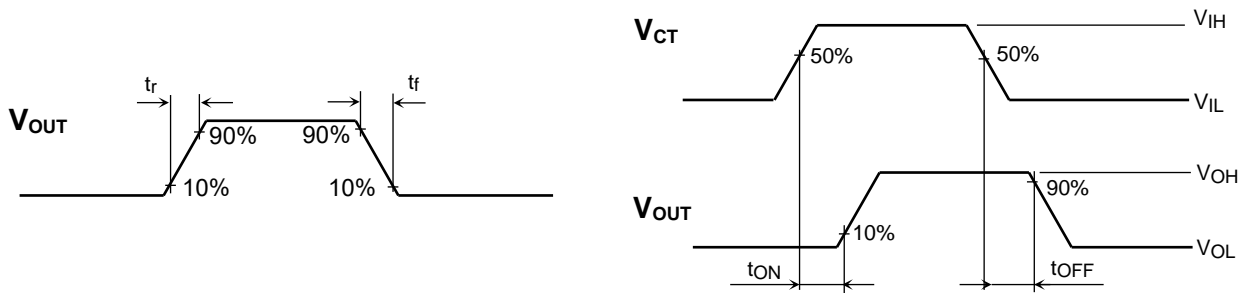 tr
tf
VOUT
90%
90%
10%
10%
VCT
VIH
50%
50%
VIL
VOH
90%
VOUT
10%
VOL
tON
tOFF